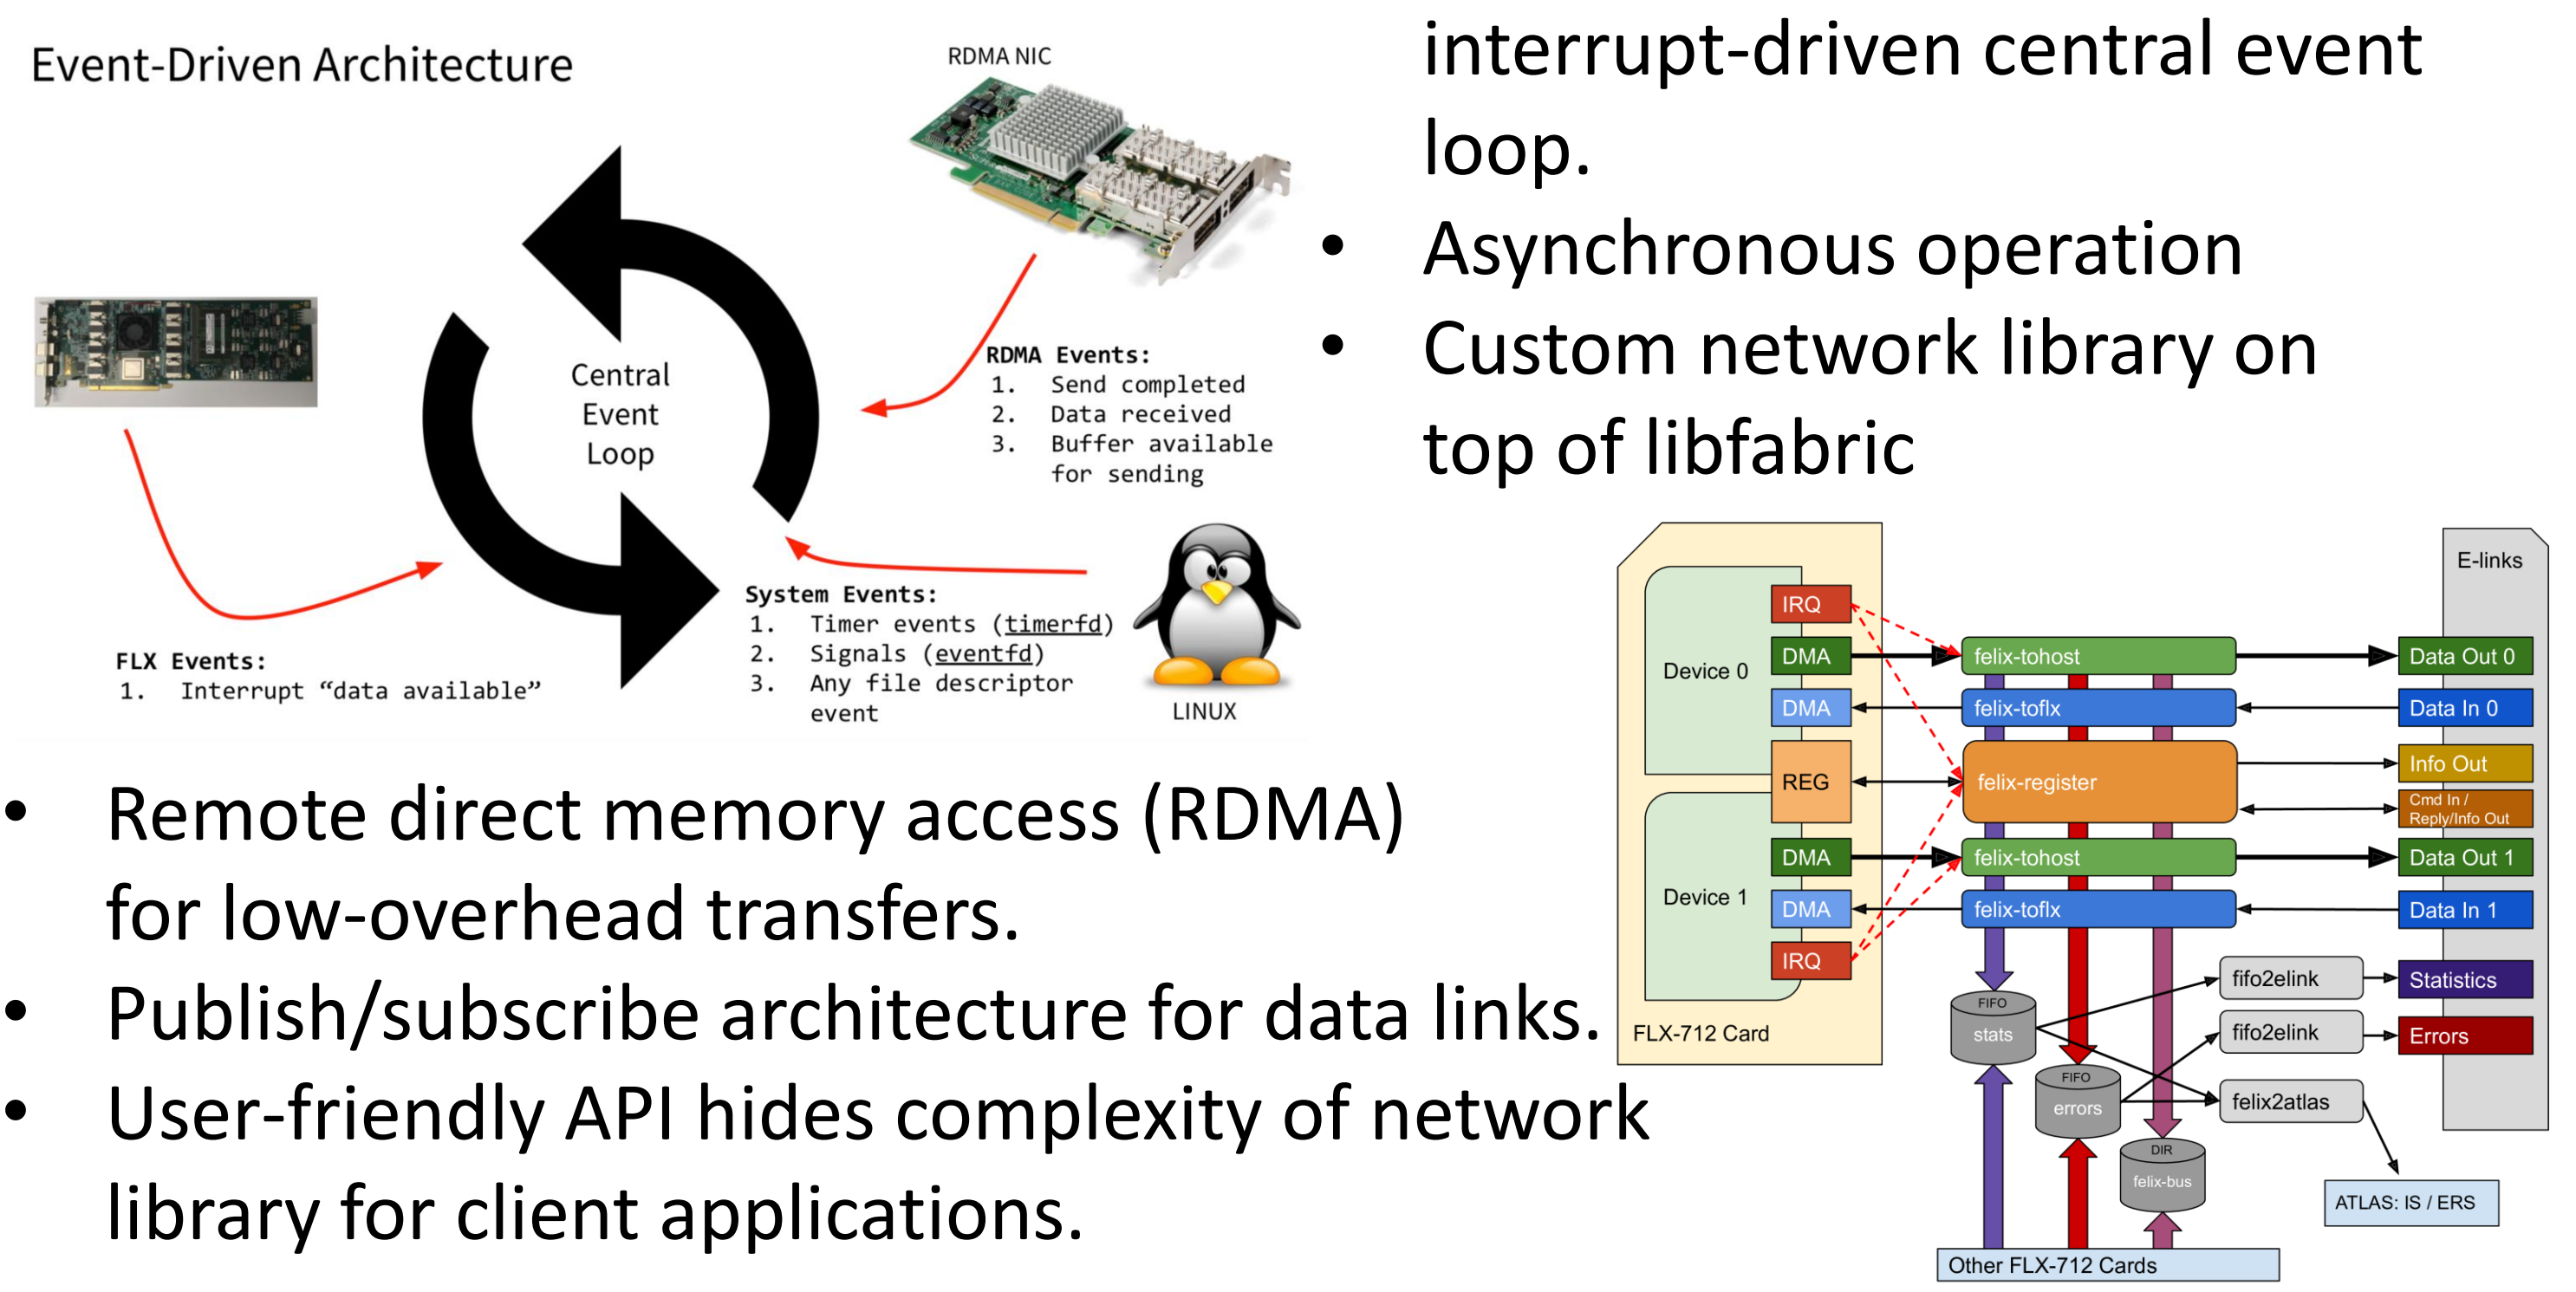 Event-Driven Architecture
RDMA NIC
Central
Event
Loop
RDMA Events:
1. Send completed
2. Data received
3. Buffer available
for sending
FLX Events:
1. Interrupt “data available”
System Events:
1. Timer events (timerfd)
2. Signals (eventfd)
3. Any file descriptor
event
LINUX
interrupt-driven central event
loop.
• Asynchronous operation
• Custom network library on
top of libfabric
• Remote direct memory access (RDMA)
for low-overhead transfers.
• Publish/subscribe architecture for data links.
• User-friendly API hides complexity of network
library for client applications.
E-links
IRQ
Device 0
DMA
felix-tohost
Data Out 0
DMA
felix-toflx
Data In 0
REG
felix-register
Info Out
Cmd In /
Reply/Info Out
Device 1
DMA
felix-tohost
Data Out 1
DMA
felix-toflx
Data In 1
IRQ
FLX-712 Card
FIFO
stats
fifo2elink
Statistics
fifo2elink
Errors
FIFO
errors
felix2atlas
DIR
felix-bus
ATLAS: IS / ERS
Other FLX-712 Cards